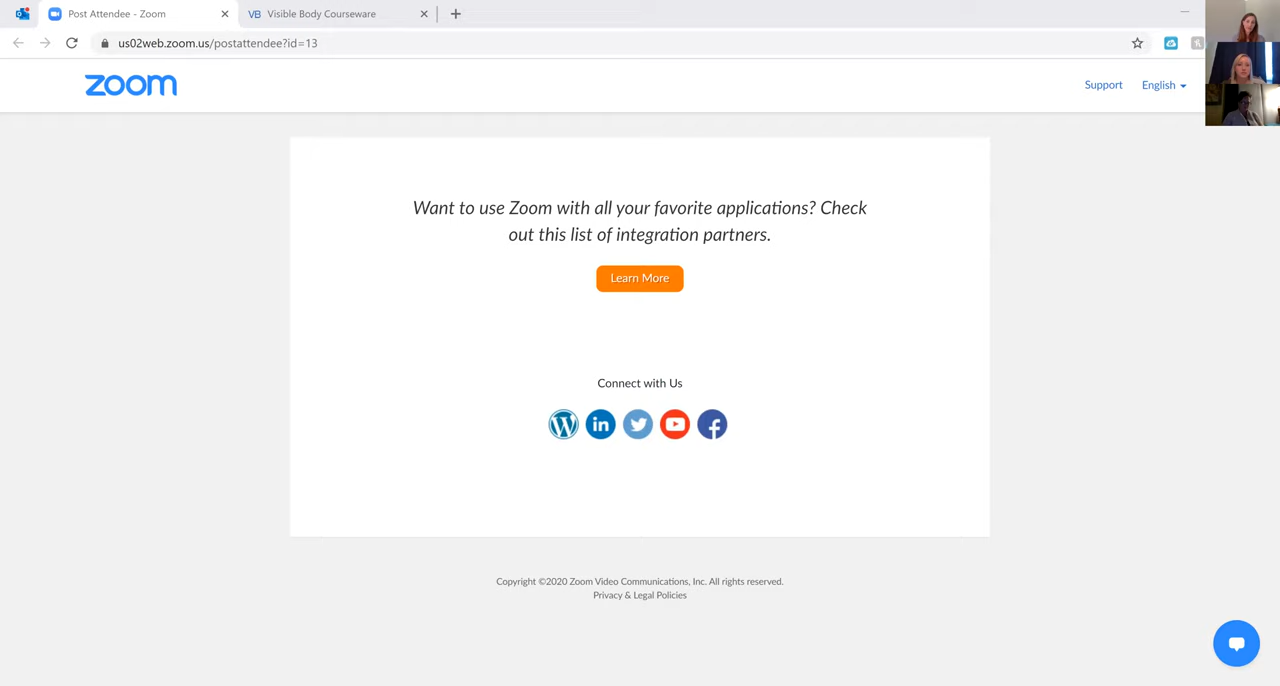 Post Attendee - Zoom
VB Visible Body Courseware
us02web.zoom.us/postattendee?id=13
zoom
Support
English
Want to use Zoom with all your favorite applications? Check
out this list of integration partners.
Learn More
Connect with Us
Copyright ©2020 Zoom Video Communications, Inc. All rights reserved.
Privacy & Legal Policies